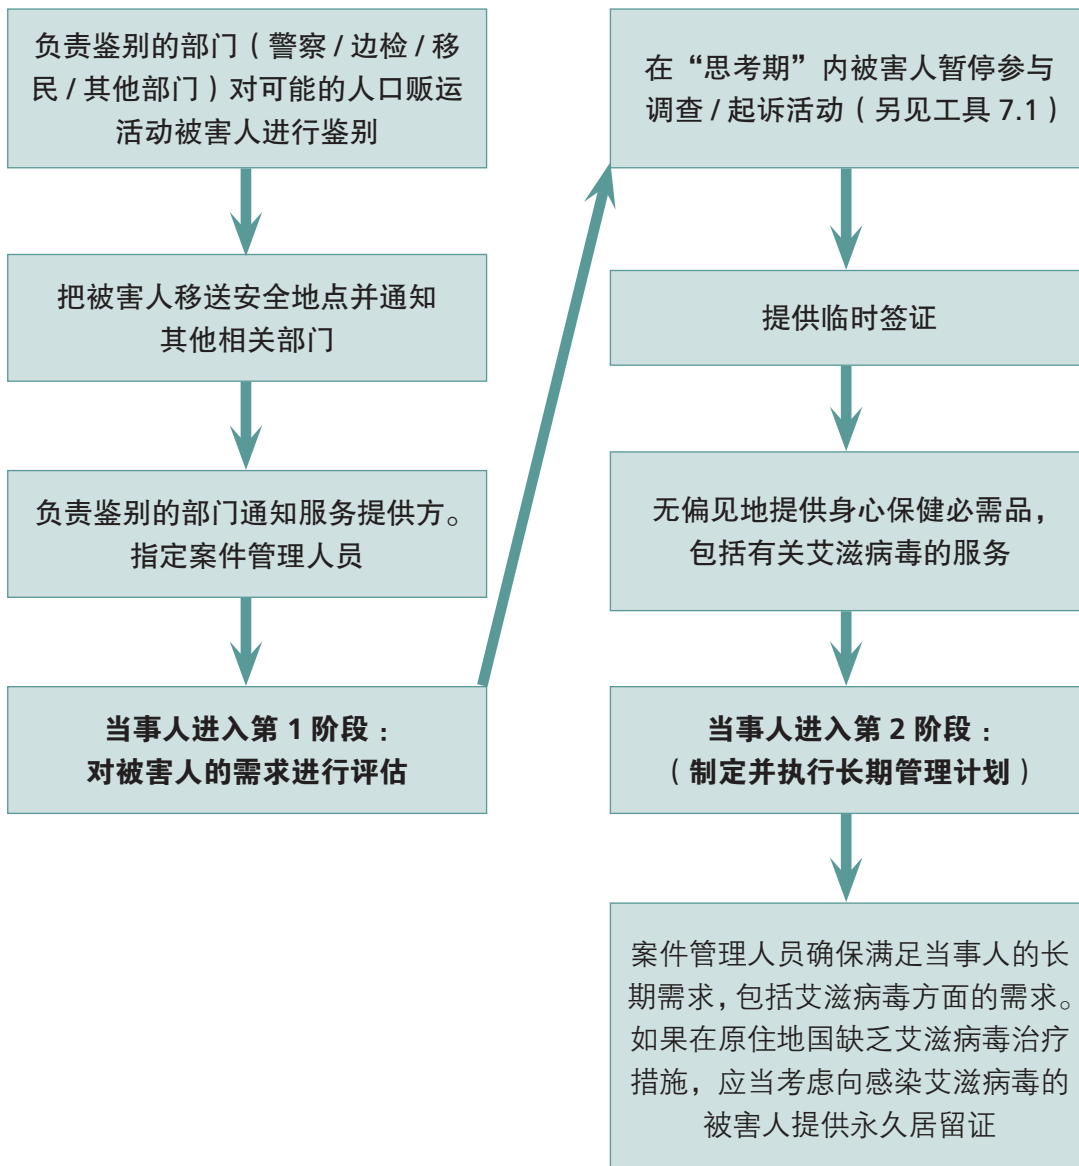 负责鉴别的部门（警察 / 边检 / 移
民 / 其他部门）对可能的人口贩运
活动被害人进行鉴别
把被害人移送安全地点并通知
其他相关部门
负责鉴别的部门通知服务提供方。
指定案件管理人员
当事人进入第 1 阶段：
对被害人的需求进行评估
在“思考期”内被害人暂停参与
调查 / 起诉活动（另见工具 7.1）
提供临时签证
无偏见地提供身心保健必需品，
包括有关艾滋病毒的服务
当事人进入第 2 阶段：
（制定并执行长期管理计划）
案件管理人员确保满足当事人的长
期需求，包括艾滋病毒方面的需求。
如果在原住地国缺乏艾滋病毒治疗
措施，应当考虑向感染艾滋病毒的
被害人提供永久居留证